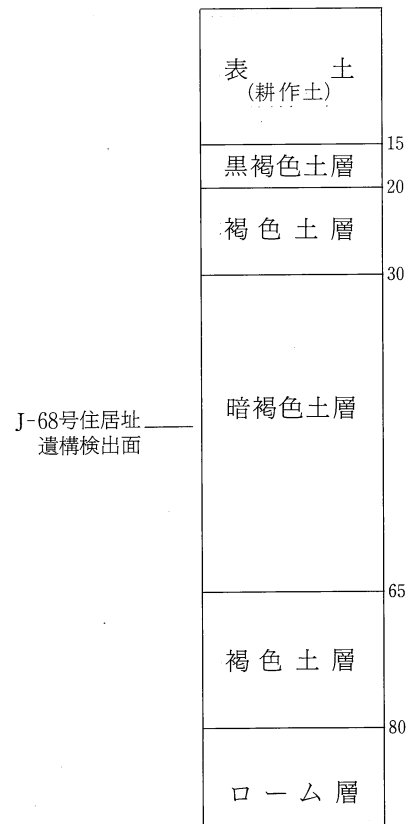 表　土
(耕作土)
15
黒褐色土層
20
褐色土層
30
暗褐色土層
J-68号住居址
遺構検出面
65
褐色土層
80
ローム層